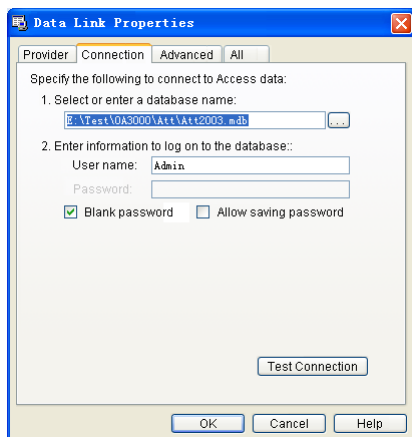 Data Link Properties
Provider Connection Advanced All
Specify the following to connect to Access data:
1. Select or enter a database name:
E:\Test\OA3000\Att\Att2003.mdb ...
2. Enter information to log on to the database::
User name: Admin
Password:
Blank password Allow saving password
Test Connection
OK Cancel Help